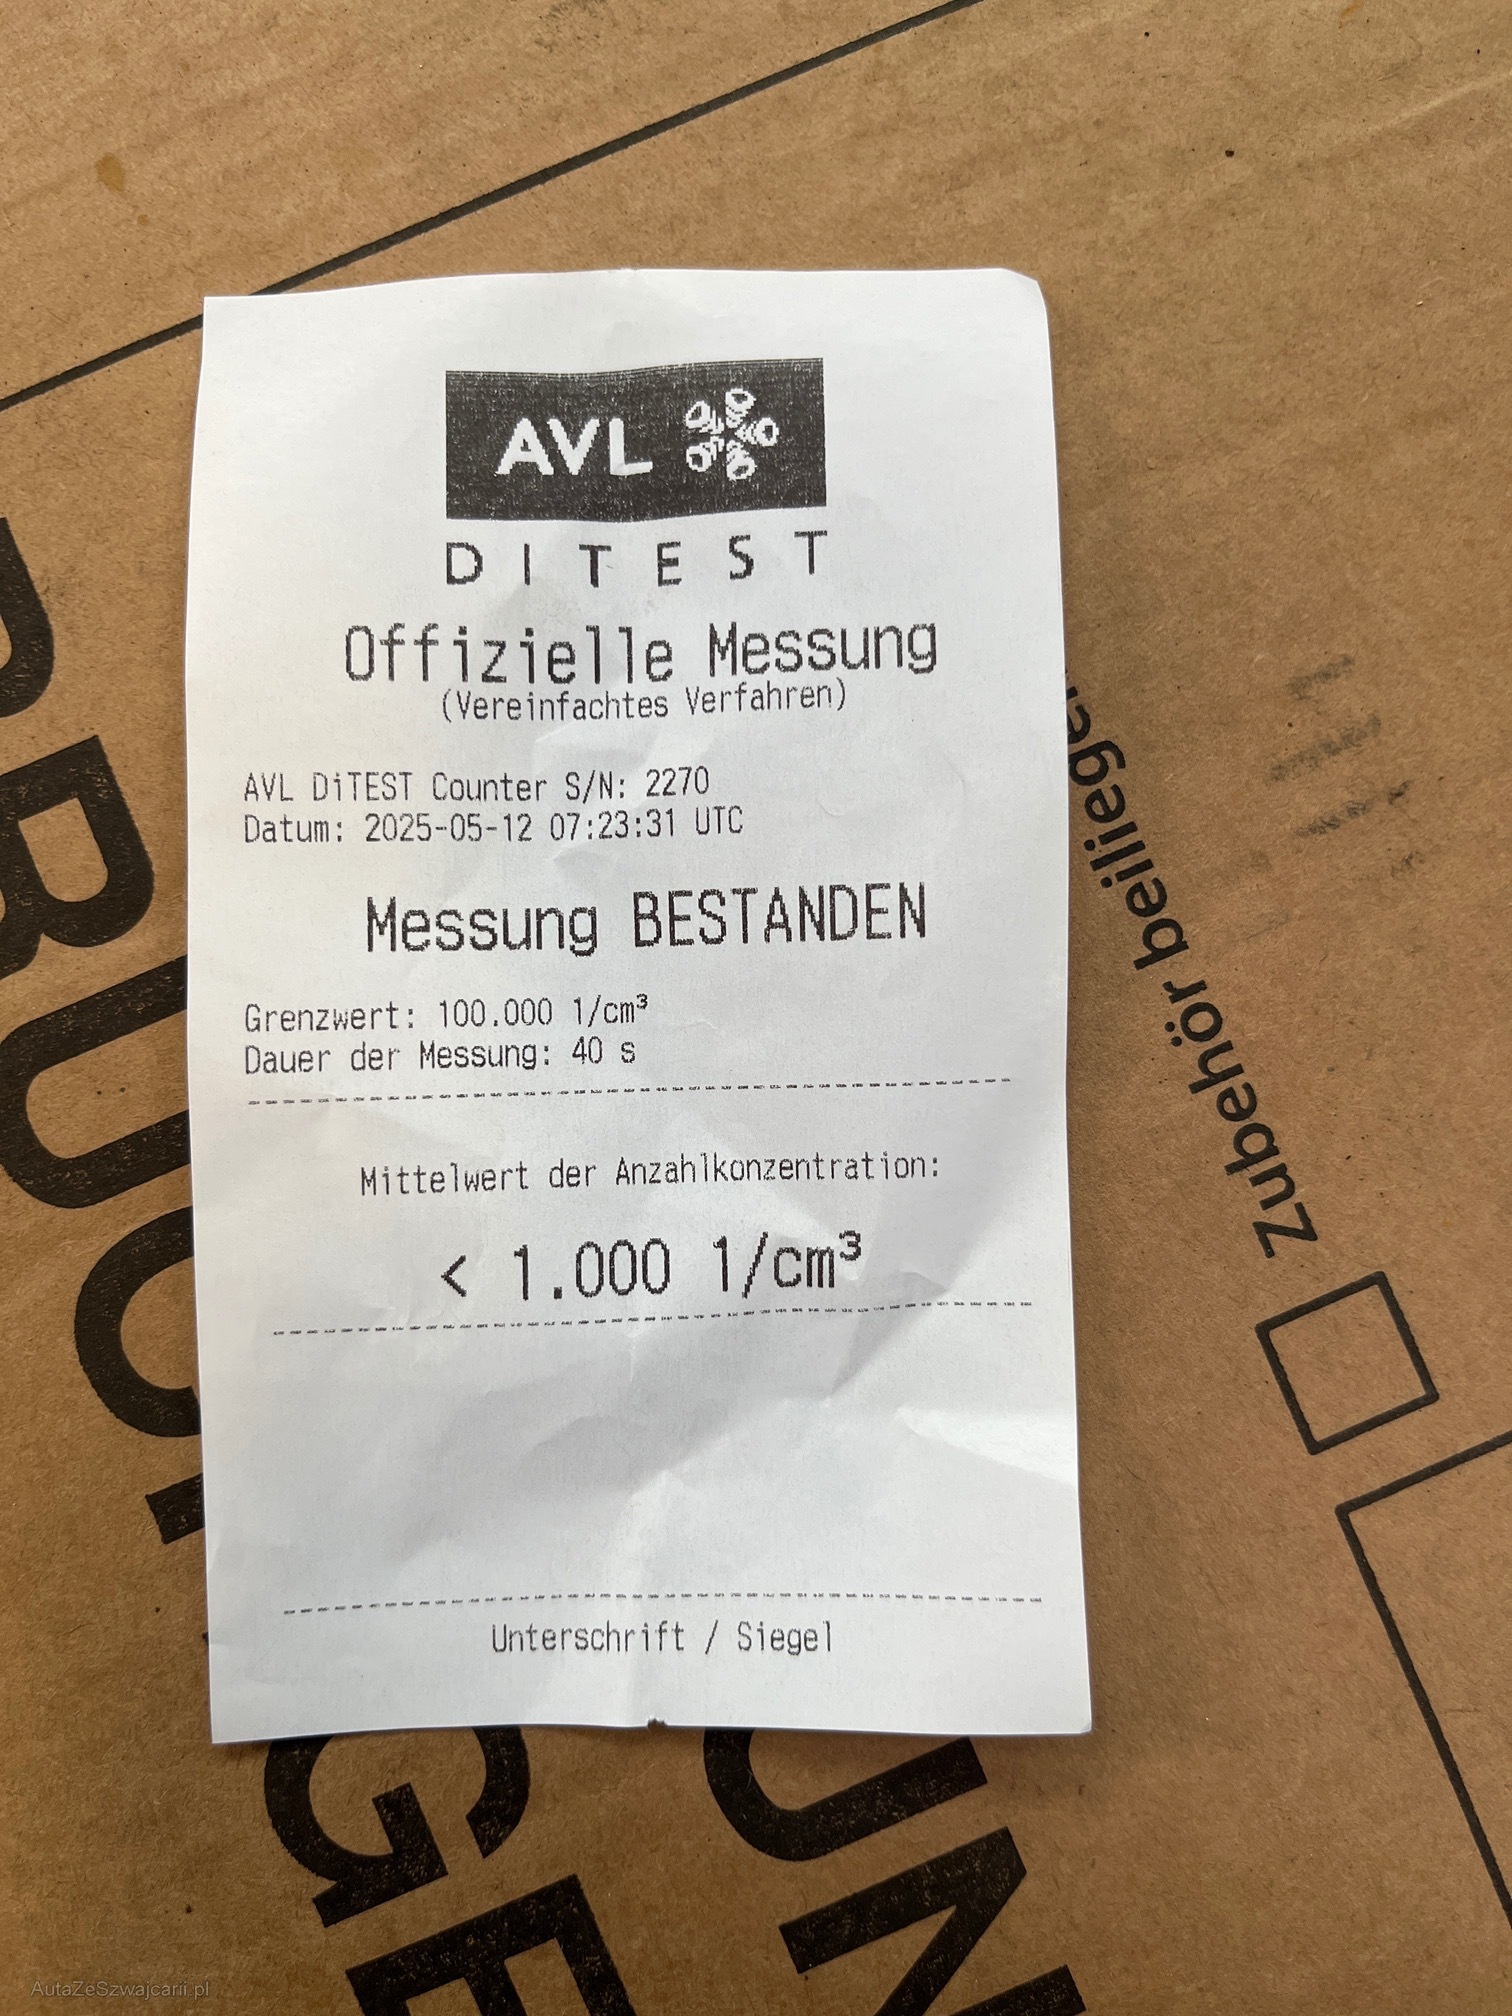 AVL
DITEST
Offizielle Messung
(Vereinfachtes Verfahren)
AVL DiTEST Counter S/N: 2270
Datum: 2025-05-12 07:23:31 UTC
Messung BESTANDEN
Grenzwert: 100.000 1/cm³
Dauer der Messung: 40 s
Mittelwert der Anzahlkonzentration:
< 1.000 1/cm³
Unterschrift / Siegel
Zubehör beiliege
AutaZeSzwajcarii.pl